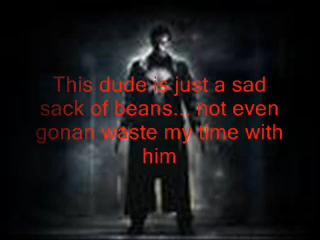 This dude is just a sad
sack of beans... not even
gonan waste my time with
him